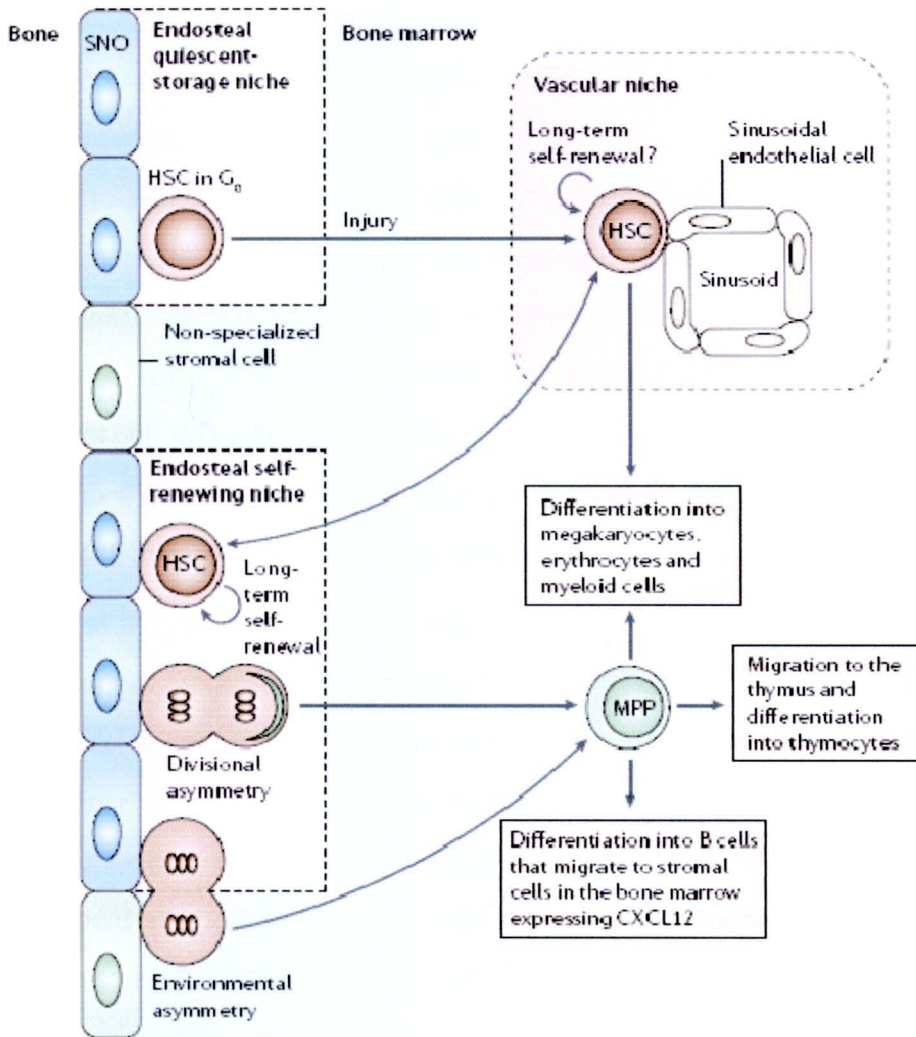 Bone
SNO
Endosteal
quiescent-
storage niche
Bone marrow
HSC in G0
Injury
Vascular niche
Long-term
self-renewal?
Sinusoidal
endothelial cell
HSC
Sinusoid
Non-specialized
stromal cell
Endosteal self-
renewing niche
HSC
Long-
term
self-
renewal
Divisional
asymmetry
Environmental
asymmetry
Differentiation into
megakaryocytes,
erythrocytes and
myeloid cells
MPP
Migration to the
thymus and
differentiation
into thymocytes
Differentiation into B cells
that migrate to stromal
cells in the bone marrow
expressing CXCL12